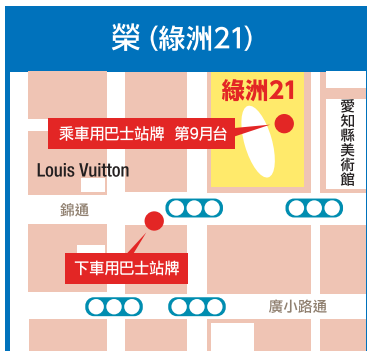 榮（綠洲21）
綠洲21
乘車用巴士站牌 第9月台
愛知縣美術館
Louis Vuitton
錦通
下車用巴士站牌
廣小路通